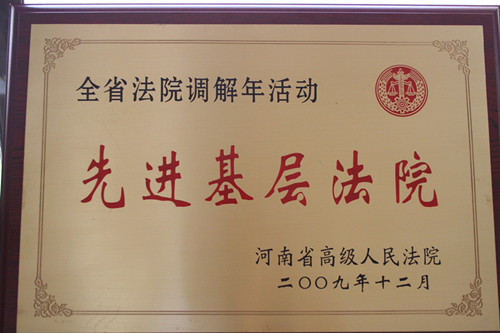 全省法院调解年活动
先进基层法院
河南省高级人民法院
二〇〇九年十二月